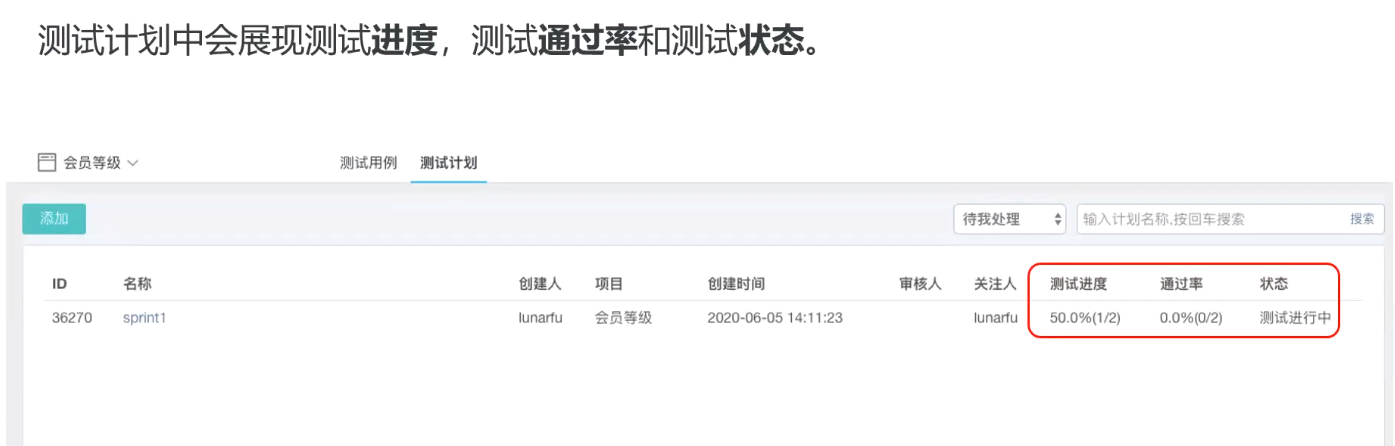 测试计划中会展现测试进度，测试通过率和测试状态。
会员等级 测试用例 测试计划
添加 待我处理 输入计划名称,按回车搜索 搜索
ID 名称 创建人 项目 创建时间 审核人 关注人 测试进度 通过率 状态
36270 sprint1 lunarfu 会员等级 2020-06-05 14:11:23 lunarfu 50.0%(1/2) 0.0%(0/2) 测试进行中